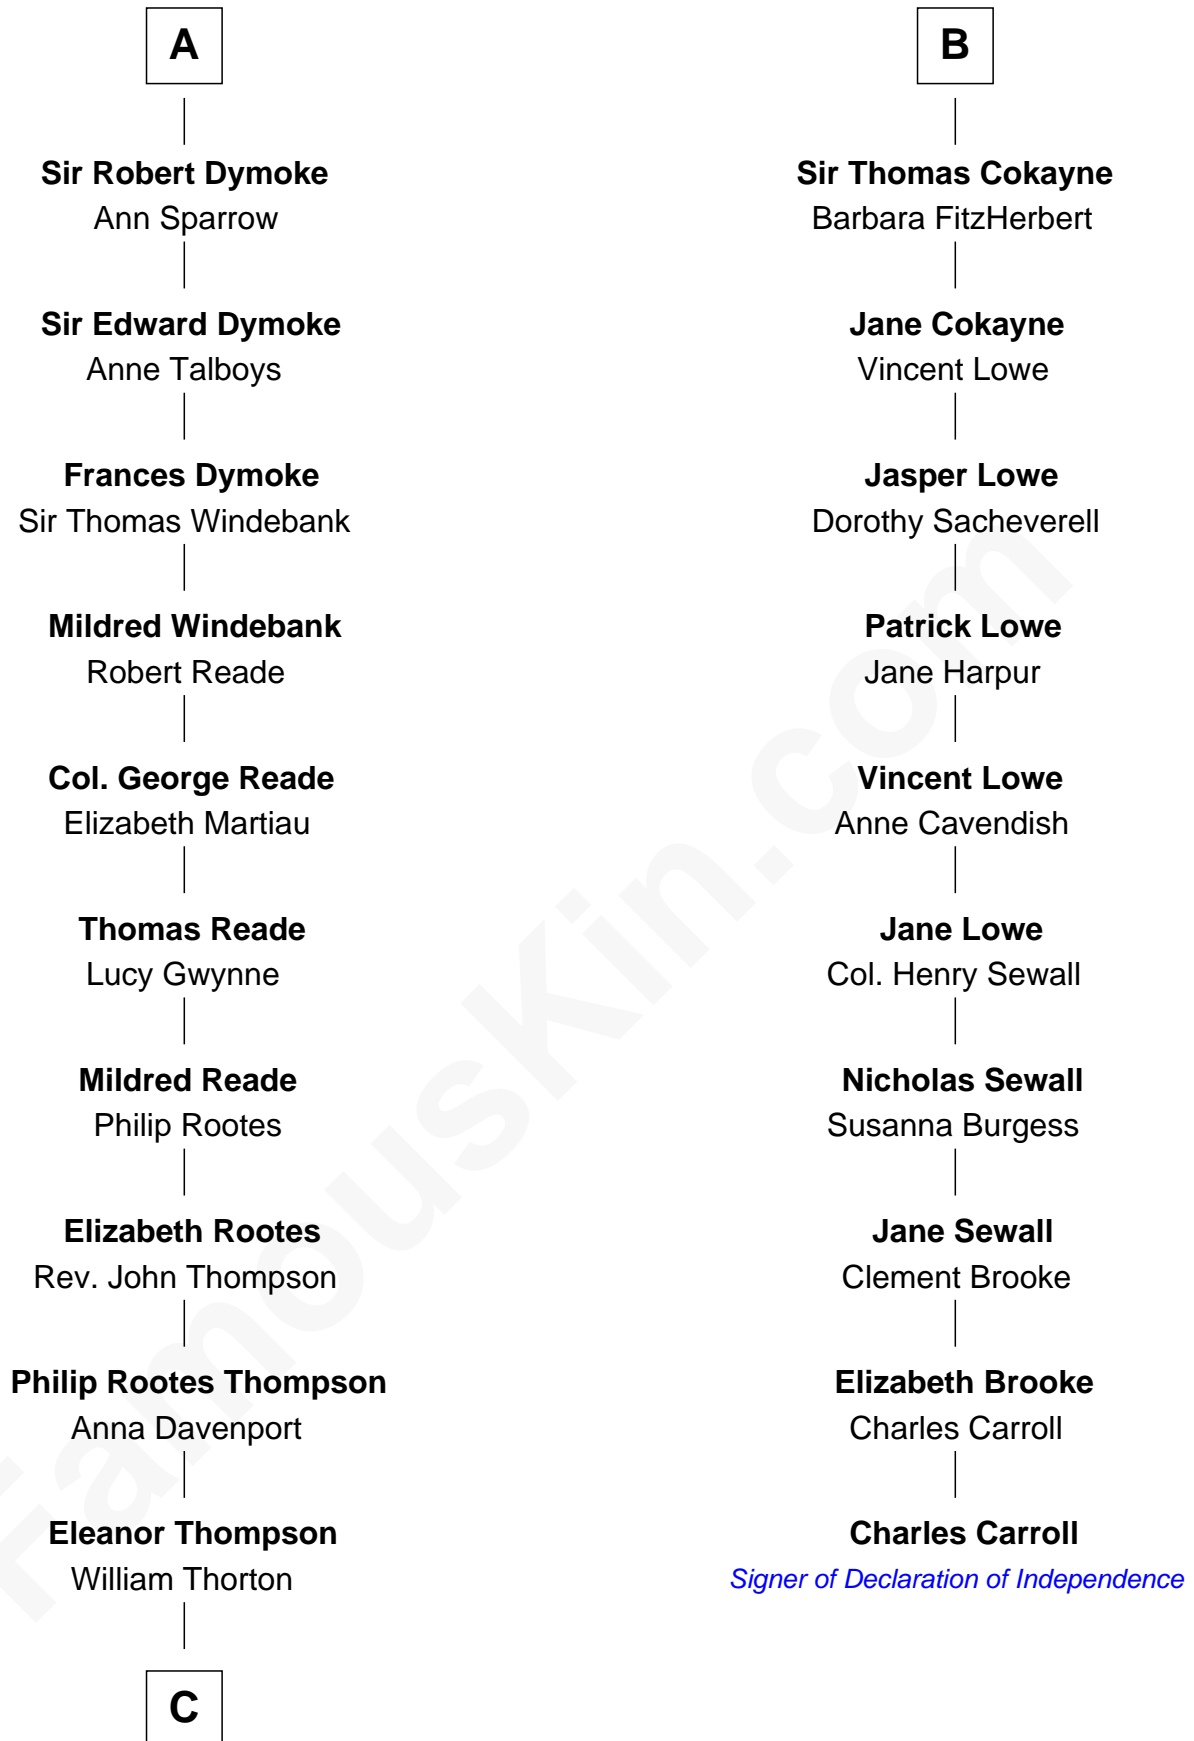 A
Sir Robert Dymoke
Ann Sparrow
Sir Edward Dymoke
Anne Talboys
Frances Dymoke
Sir Thomas Windebank
Mildred Windebank
Robert Reade
Col. George Reade
Elizabeth Martiau
Thomas Reade
Lucy Gwynne
Mildred Reade
Philip Rootes
Elizabeth Rootes
Rev. John Thompson
Philip Rootes Thompson
Anna Davenport
Eleanor Thompson
William Thorton
C
B
Sir Thomas Cokayne
Barbara FitzHerbert
Jane Cokayne
Vincent Lowe
Jasper Lowe
Dorothy Sacheverell
Patrick Lowe
Jane Harpur
Vincent Lowe
Anne Cavendish
Jane Lowe
Col. Henry Sewall
Nicholas Sewall
Susanna Burgess
Jane Sewall
Clement Brooke
Elizabeth Brooke
Charles Carroll
Charles Carroll
Signer of Declaration of Independence
FamousKin.com